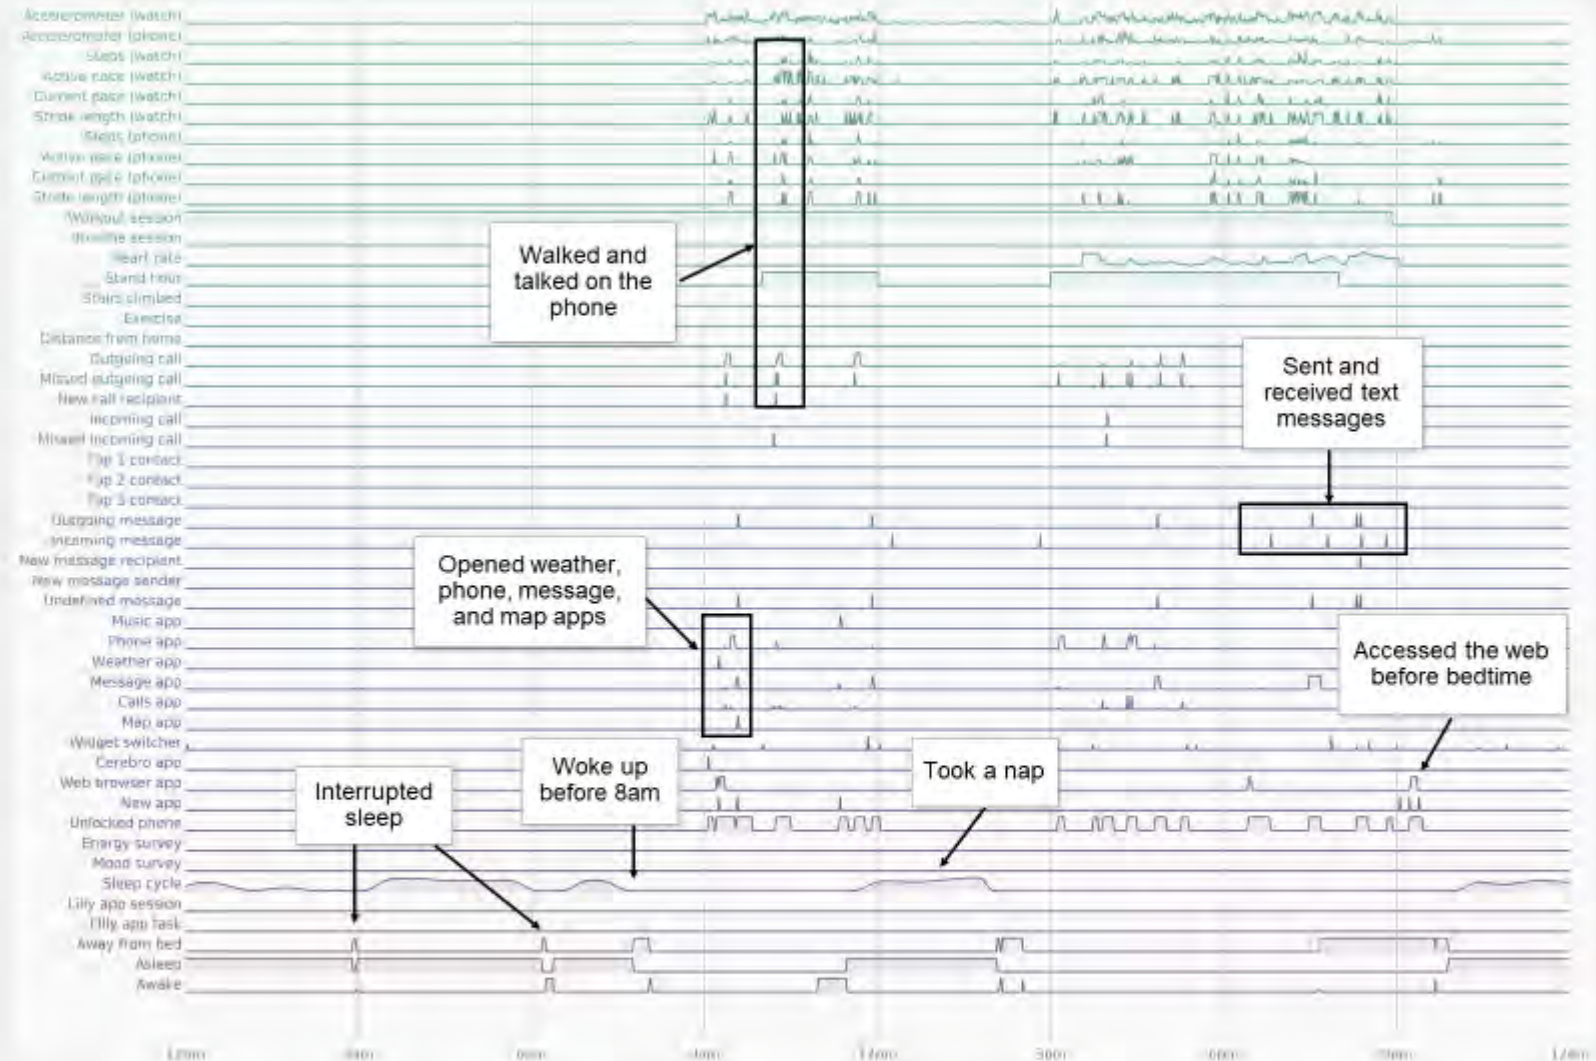 Accelerometer (watch)
Accelerometer (phone)
Steps (watch)
Active pace (watch)
Current pace (watch)
Stride length (watch)
Steps (phone)
Active pace (phone)
Current pace (phone)
Stride length (phone)
Workout session
Breathe session
Heart rate
Stand hour
Stairs climbed
Exercise
Distance from home
Outgoing call
Missed outgoing call
New call recipient
Incoming call
Missed incoming call
Top 1 contact
Top 2 contact
Top 3 contact
Outgoing message
Incoming message
New message recipient
New message sender
Undefined message
Music app
Phone app
Weather app
Message app
Calls app
Map app
Widget switcher
Cerebro app
Web browser app
New app
Unlocked phone
Energy survey
Mood survey
Sleep cycle
Lilly app session
Lilly app task
Away from bed
Asleep
Awake
Walked and
talked on the
phone
Sent and
received text
messages
Opened weather,
phone, message,
and map apps
Accessed the web
before bedtime
Interrupted
sleep
Woke up
before 8am
Took a nap